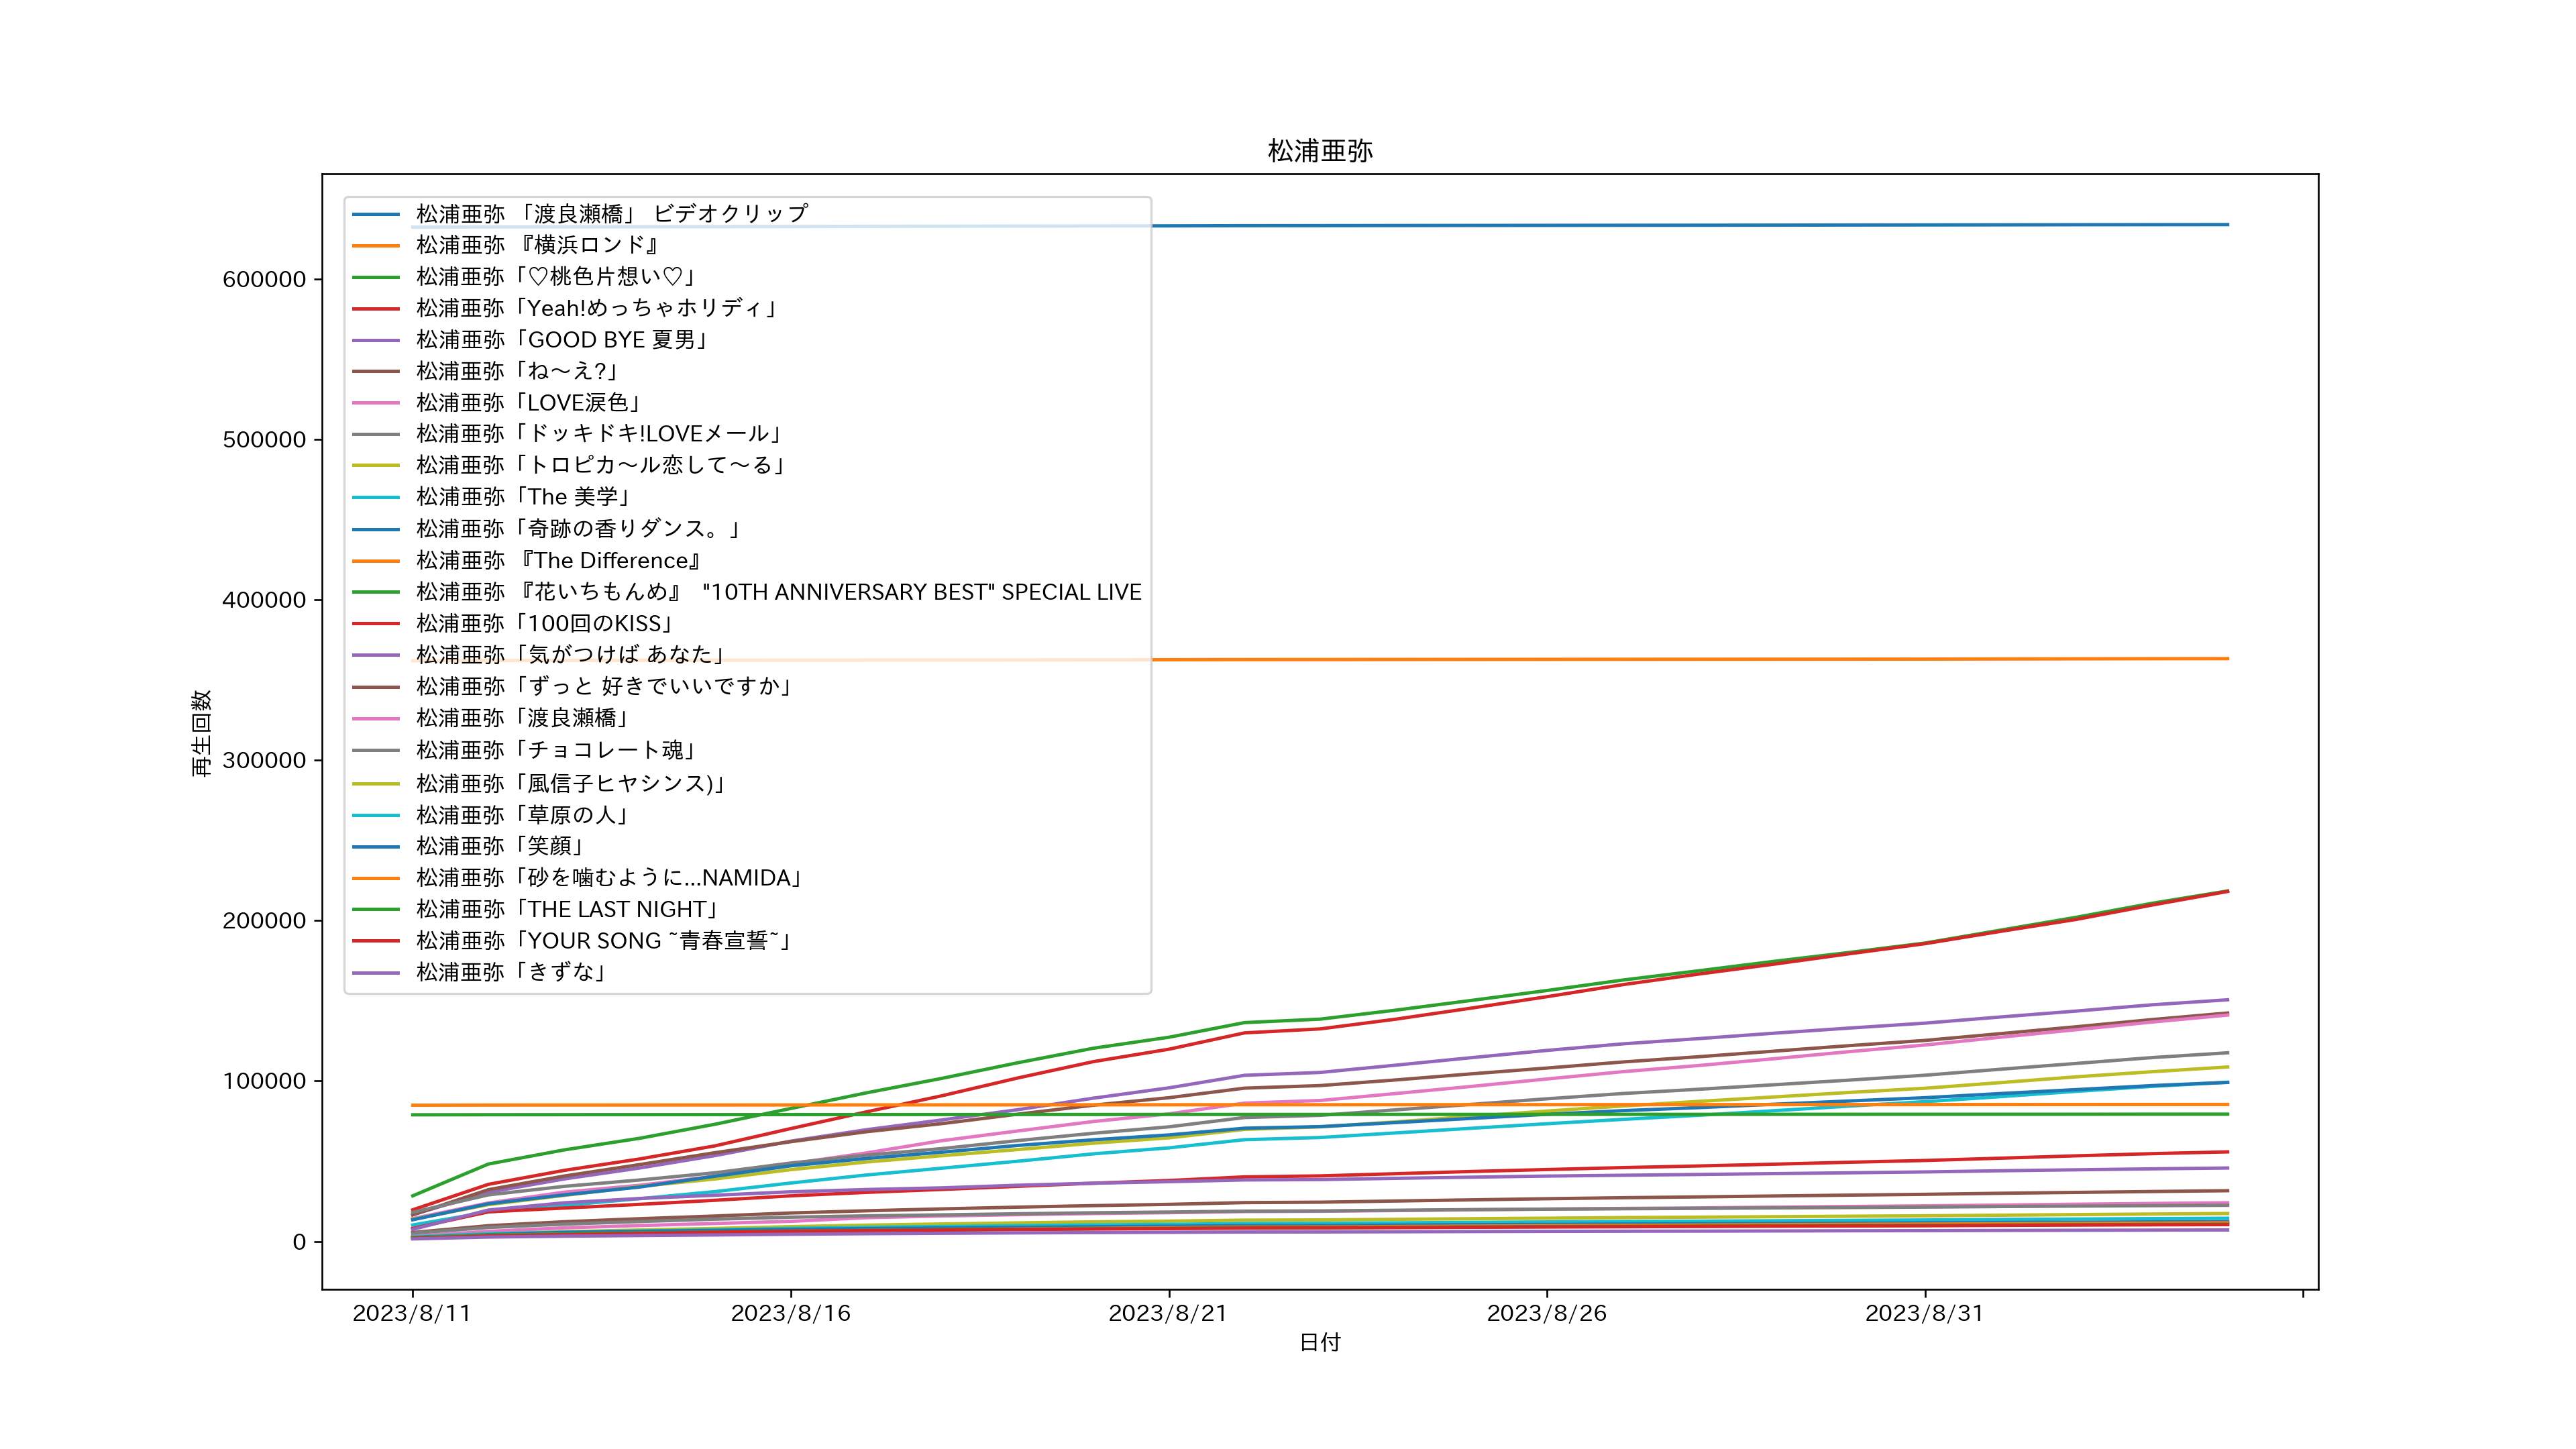 松浦亜弥
松浦亜弥 「渡良瀬橋」 ビデオクリップ
松浦亜弥 『横浜ロンド』
松浦亜弥「♡桃色片想い♡」
松浦亜弥「Yeah!めっちゃホリディ」
松浦亜弥「GOOD BYE 夏男」
松浦亜弥「ね～え?」
松浦亜弥「LOVE涙色」
松浦亜弥「ドッキドキ!LOVEメール」
松浦亜弥「トロピカ～ル恋して～る」
松浦亜弥「The 美学」
松浦亜弥「奇跡の香りダンス。」
松浦亜弥 『The Difference』
松浦亜弥 『花いちもんめ』 "10TH ANNIVERSARY BEST" SPECIAL LIVE
松浦亜弥「100回のKISS」
松浦亜弥「気がつけば あなた」
松浦亜弥「ずっと 好きでいいですか」
松浦亜弥「渡良瀬橋」
松浦亜弥「チョコレート魂」
松浦亜弥「風信子ヒヤシンス)」
松浦亜弥「草原の人」
松浦亜弥「笑顔」
松浦亜弥「砂を噛むように…NAMIDA」
松浦亜弥「THE LAST NIGHT」
松浦亜弥「YOUR SONG ~青春宣誓~」
松浦亜弥「きずな」
再生回数
600000
500000
400000
300000
200000
100000
0
2023/8/11 2023/8/16 2023/8/21 2023/8/26 2023/8/31
日付